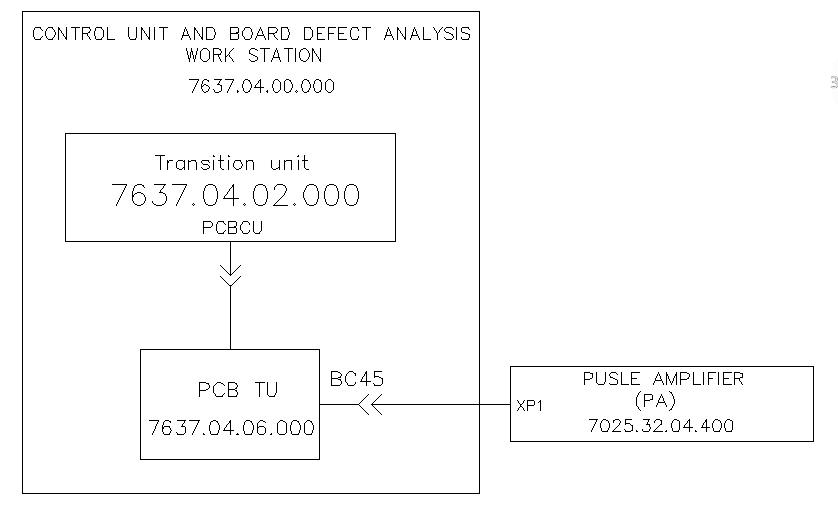 CONTROL UNIT AND BOARD DEFECT ANALYSIS
WORK STATION
7637.04.00.000
Transition unit
7637.04.02.000
PCBCU
PCB TU
7637.04.06.000
BC45
XP1
PUSLE AMPLIFIER
(PA)
7025.32.04.400